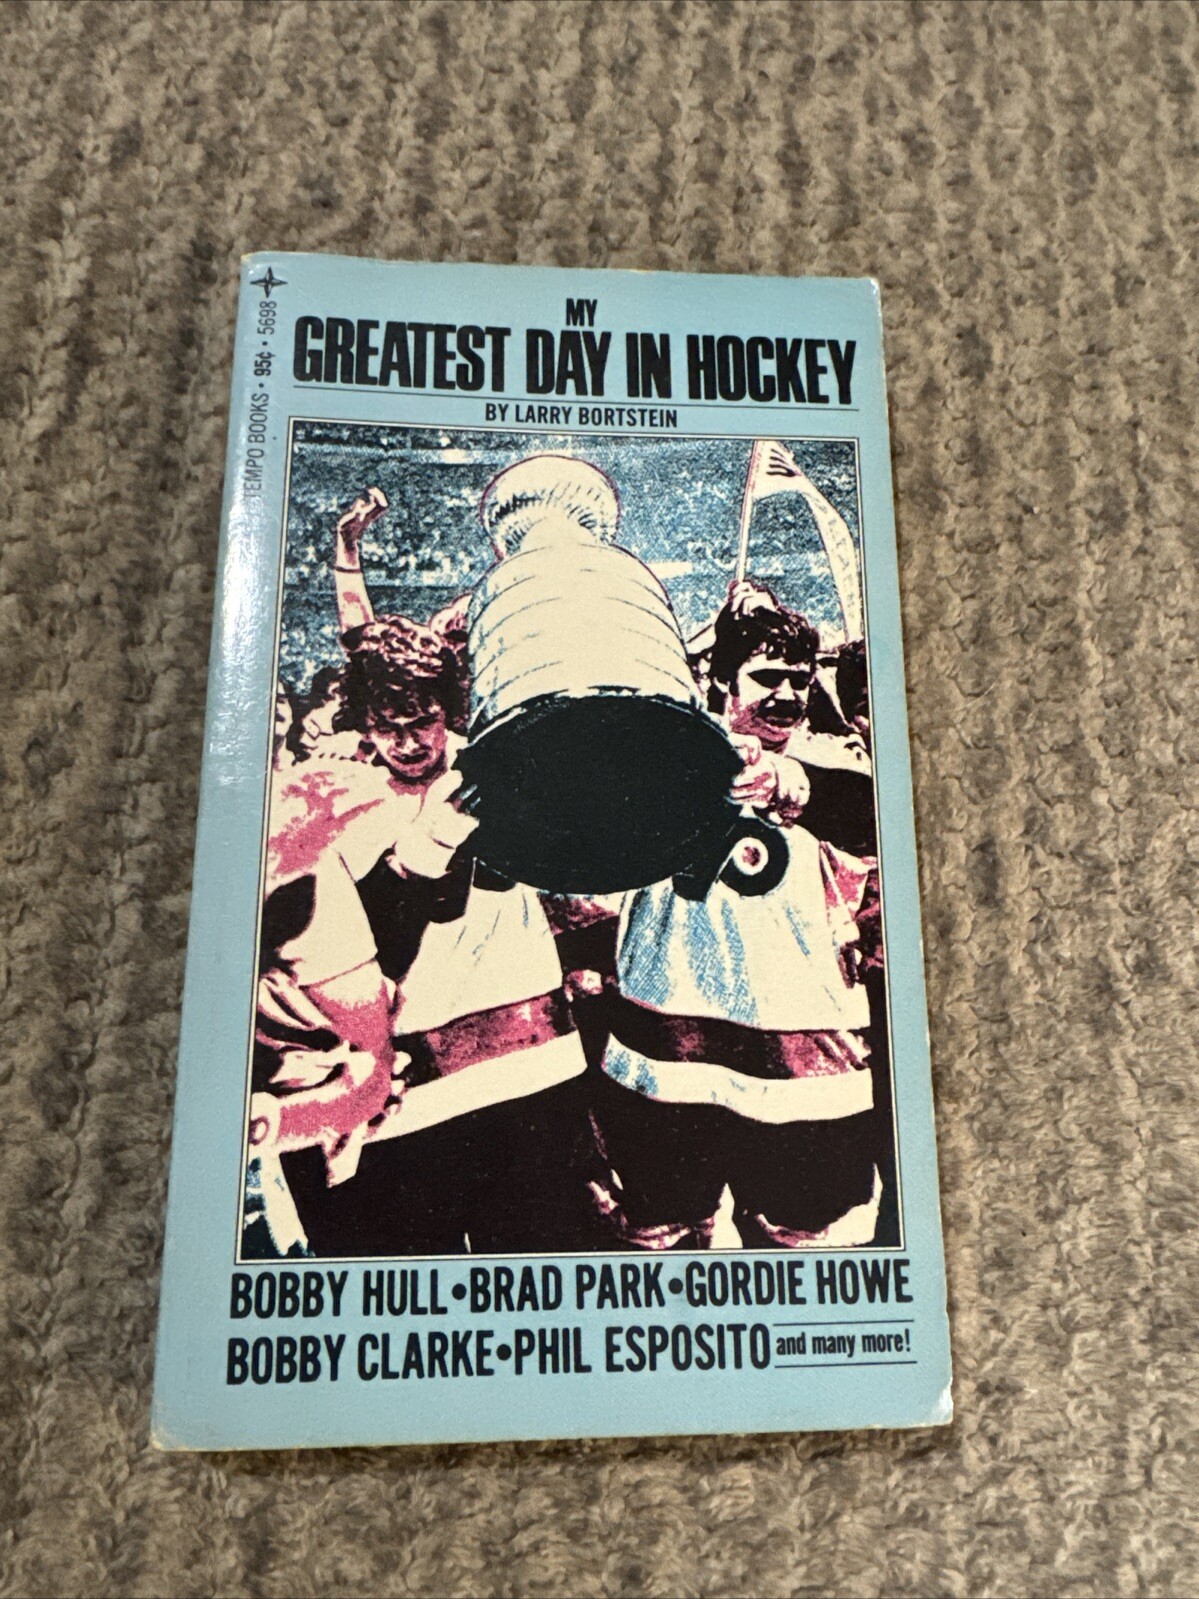 TEMPO BOOKS • 95¢ • 5698
MY
GREATEST DAY IN HOCKEY
BY LARRY BORTSTEIN
BOBBY HULL•BRAD PARK•GORDIE HOWE
BOBBY CLARKE•PHIL ESPOSITO and many more!